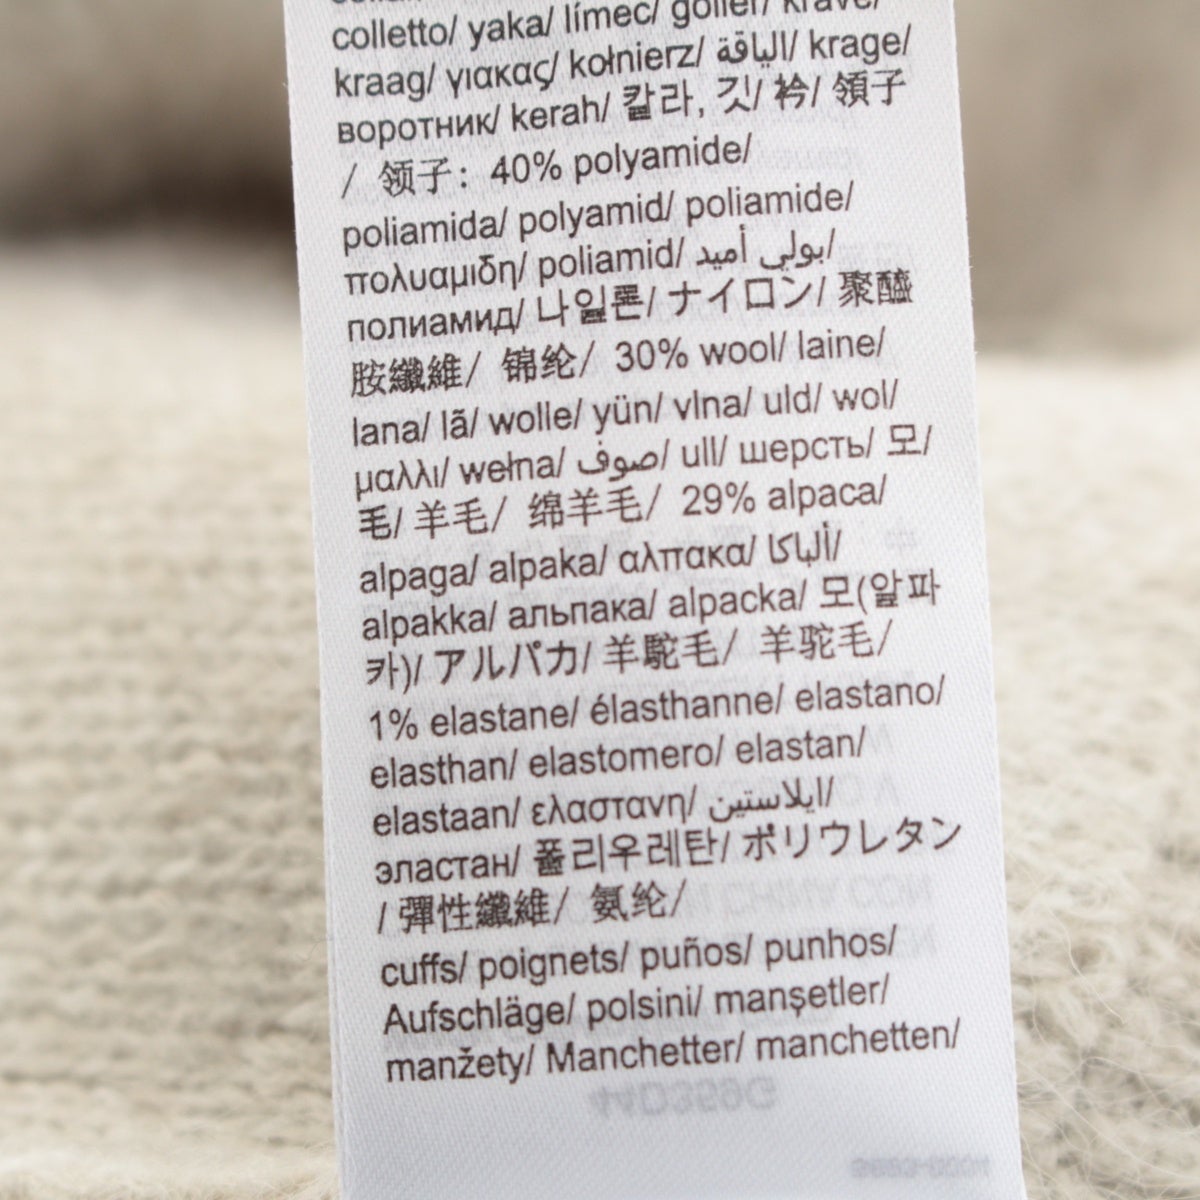 colletto/ yaka/ límec/ goller/ krave/
kraag/ γιακας/ kołnierz/ الياقة/ krage/
воротник/ kerah/ 칼라, 깃/ 衿/ 領子
/ 领子: 40% polyamide/
poliamida/ polyamid/ poliamide/
πολυαμιδη/ poliamid/ بولي أميد/
полиамид/ 나일론/ ナイロン/ 聚醯
胺纖維/ 锦纶/ 30% wool/ laine/
lana/ lã/ wolle/ yün/ vlna/ uld/ wol/
μαλλι/ wełna/ صوف/ ull/ шерсть/ 모/
毛/ 羊毛/ 绵羊毛/ 29% alpaca/
alpaga/ alpaka/ αλπακα/ ألباكا/
alpakka/ альпака/ alpacka/ 모(알파
카)/ アルパカ/ 羊駝毛/ 羊驼毛/
1% elastane/ élasthanne/ elastano/
elasthan/ elastomero/ elastan/
elastaan/ ελαστανη/ ايلاستين/
эластан/ 폴리우레탄/ ポリウレタン
/ 彈性纖維/ 氨纶/
cuffs/ poignets/ puños/ punhos/
Aufschläge/ polsini/ manşetler/
manžety/ Manchetter/ manchetten/